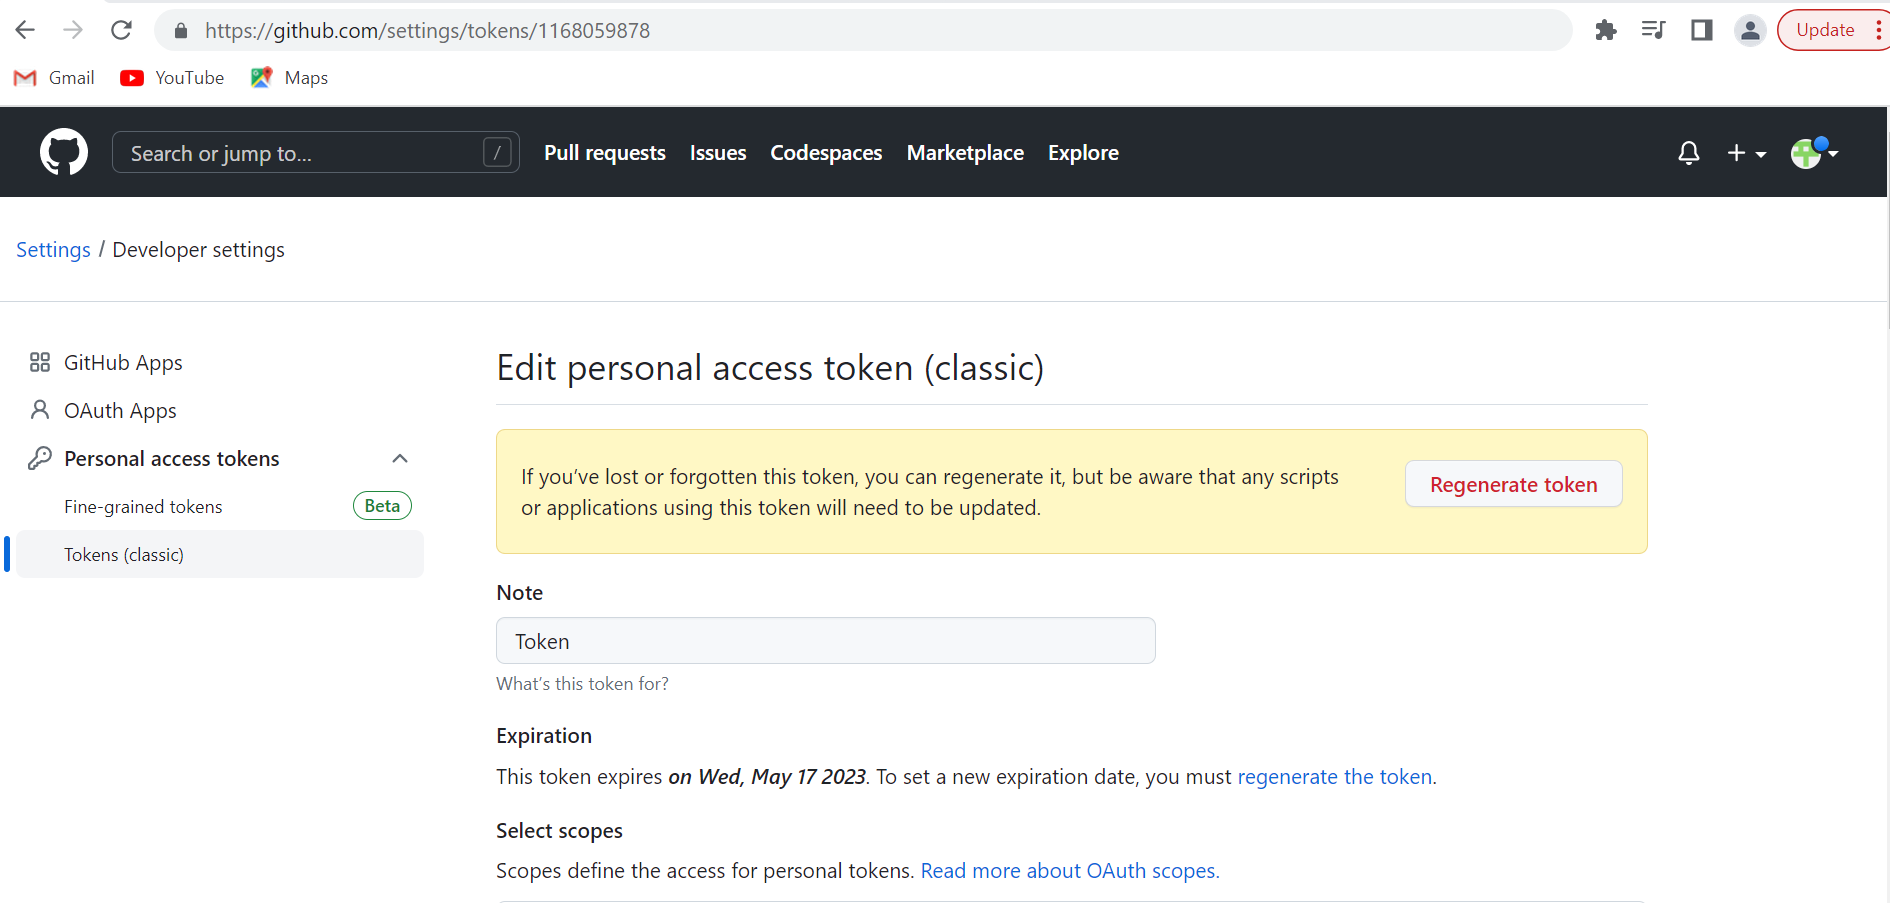 https://github.com/settings/tokens/1168059878
Update
Gmail YouTube Maps
Search or jump to... /
Pull requests Issues Codespaces Marketplace Explore
Settings / Developer settings
GitHub Apps
OAuth Apps
Personal access tokens
Fine-grained tokens Beta
Tokens (classic)
Edit personal access token (classic)
If you’ve lost or forgotten this token, you can regenerate it, but be aware that any scripts
or applications using this token will need to be updated.
Regenerate token
Note
Token
What’s this token for?
Expiration
This token expires on Wed, May 17 2023. To set a new expiration date, you must regenerate the token.
Select scopes
Scopes define the access for personal tokens. Read more about OAuth scopes.